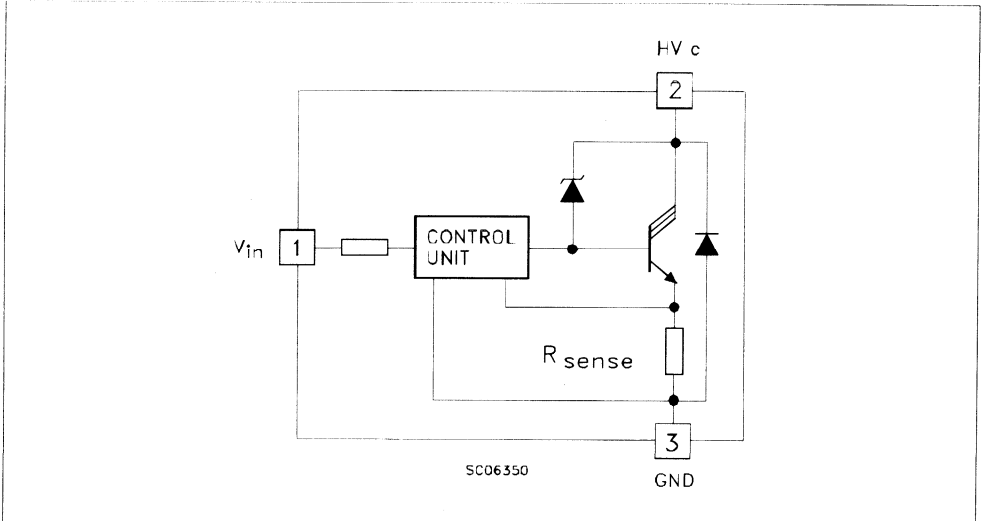 HV c
2
Vin
1
CONTROL
UNIT
R sense
3
SC06350
GND